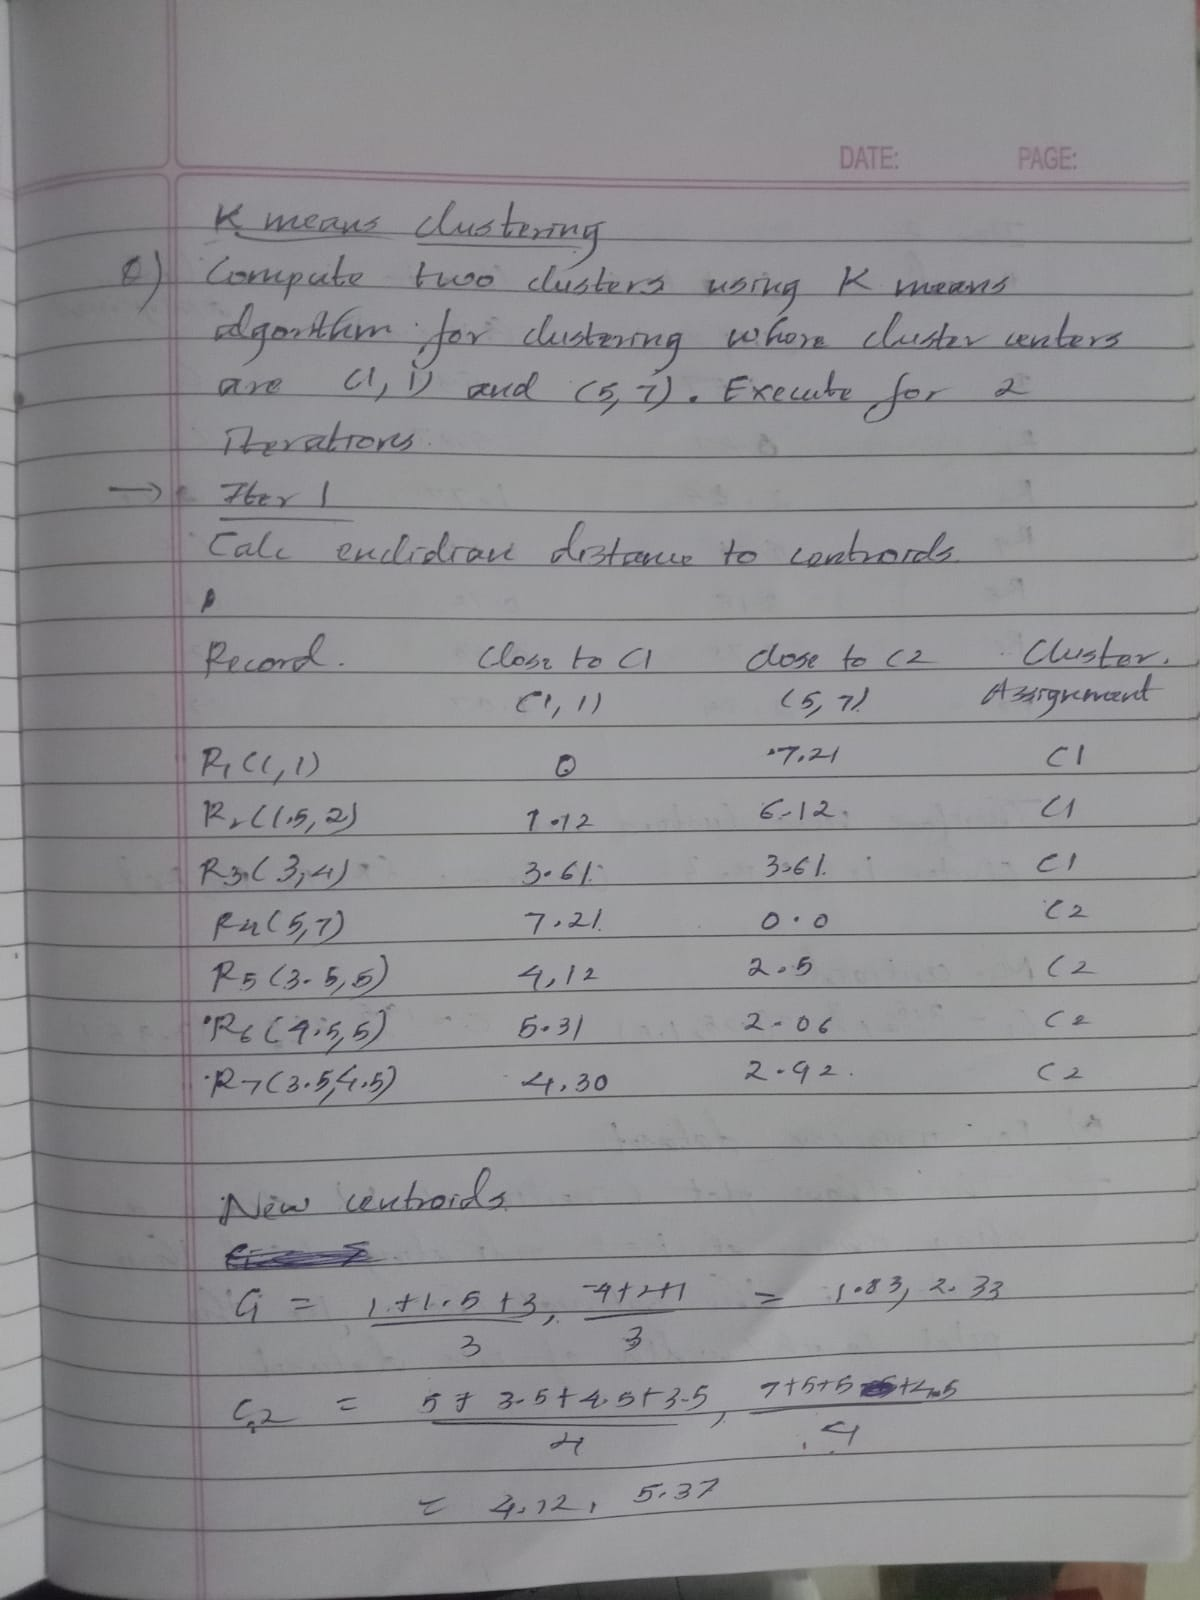 DATE: PAGE:
K means clustering
Q) Compute two clusters using K means
algorithm for clustering whose cluster centers
are (1, 1) and (5, 7). Execute for 2
iterations.
→ Iter 1
Calc euclidian distance to centroids.
Record. Close to C1 close to C2 Cluster.
(1, 1) (5, 7) Assignment
R1 (1, 1) 0 7.21 C1
R2 (1.5, 2) 1.12 6.12 C1
R3 (3, 4) 3.61 3.61 C1
R4 (5, 7) 7.21 0.0 C2
R5 (3.5, 5) 4.12 2.5 C2
R6 (4.5, 5) 5.31 2.06 C2
R7 (3.5, 4.5) 4.30 2.92 C2
New centroids
C1 = 1+1.5+3, 4+2+1 = 1.83, 2.33
3 3
C2 = 5+3.5+4.5+3.5, 7+5+5+4.5
4 4
= 4.12, 5.37